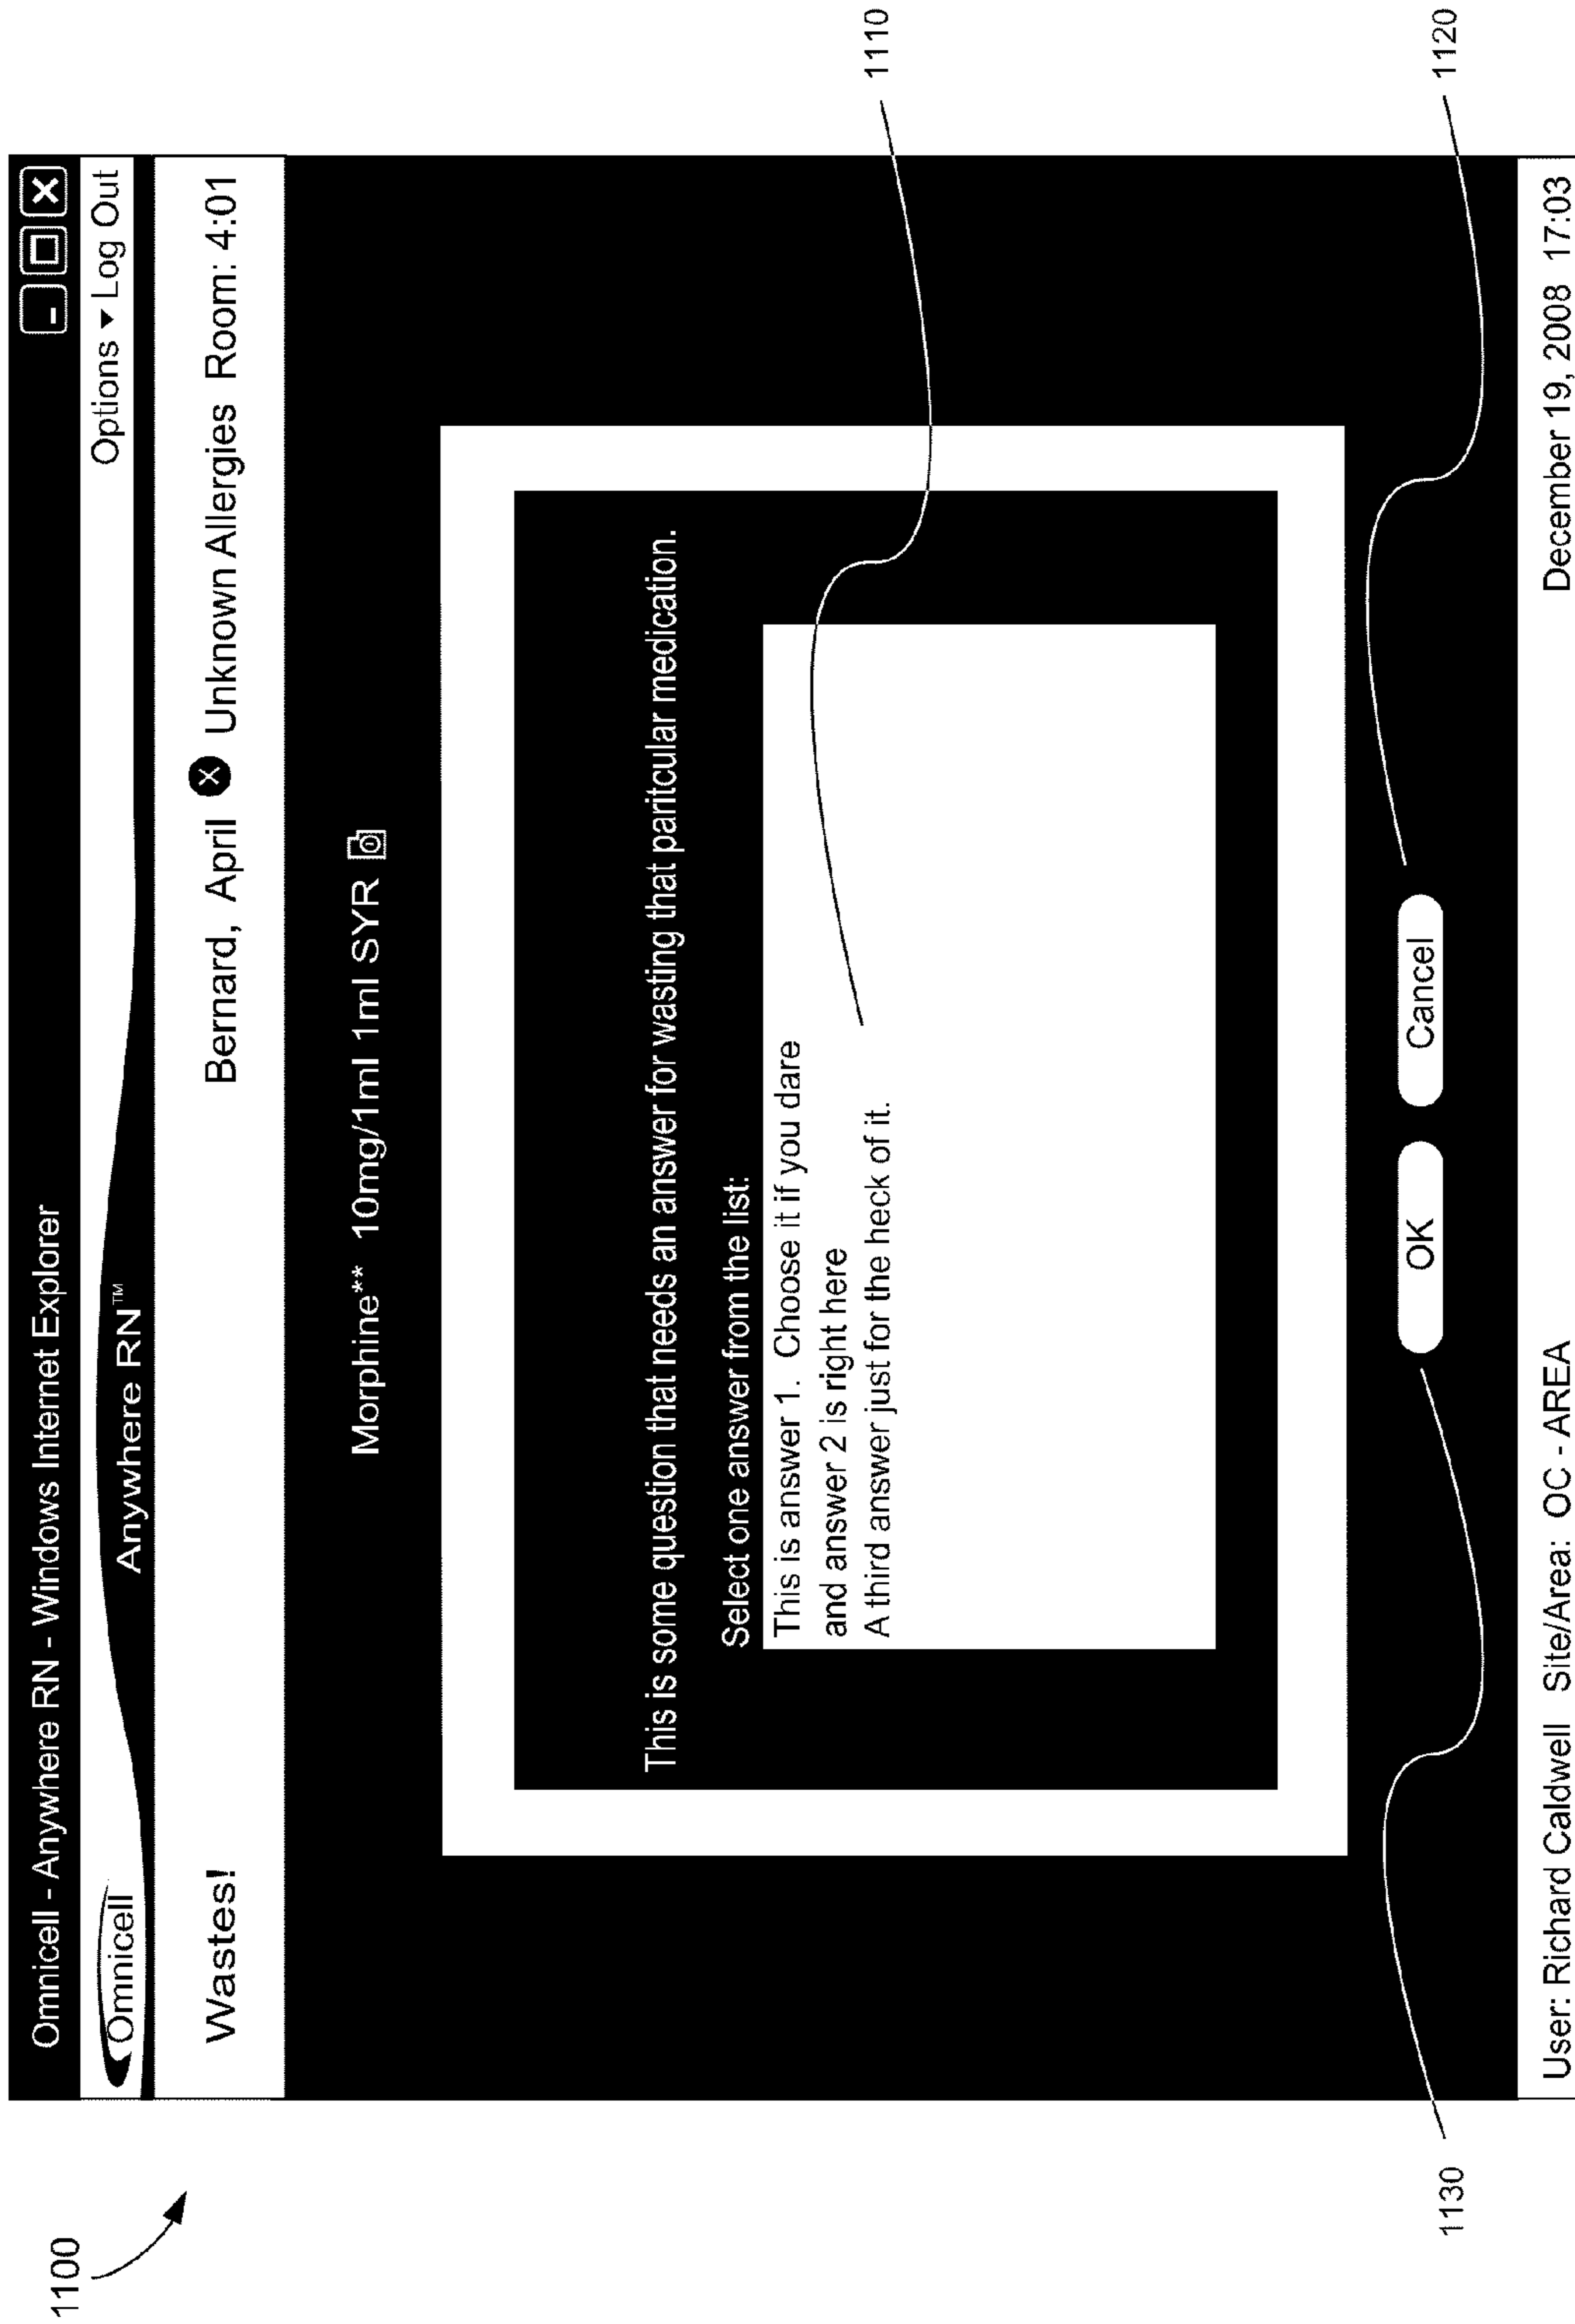 1100
Omnicell - Anywhere RN - Windows Internet Explorer
Omnicell
Anywhere RN™
Options ▾ Log Out
Wastes!
Bernard, April X Unknown Allergies Room: 4:01
Morphine** 10mg/1ml 1ml SYR
This is some question that needs an answer for wasting that paritcular medication.
Select one answer from the list:
This is answer 1. Choose it if you dare
and answer 2 is right here
A third answer just for the heck of it.
1110
OK
Cancel
1130
1120
User: Richard Caldwell Site/Area: OC - AREA
December 19, 2008 17:03